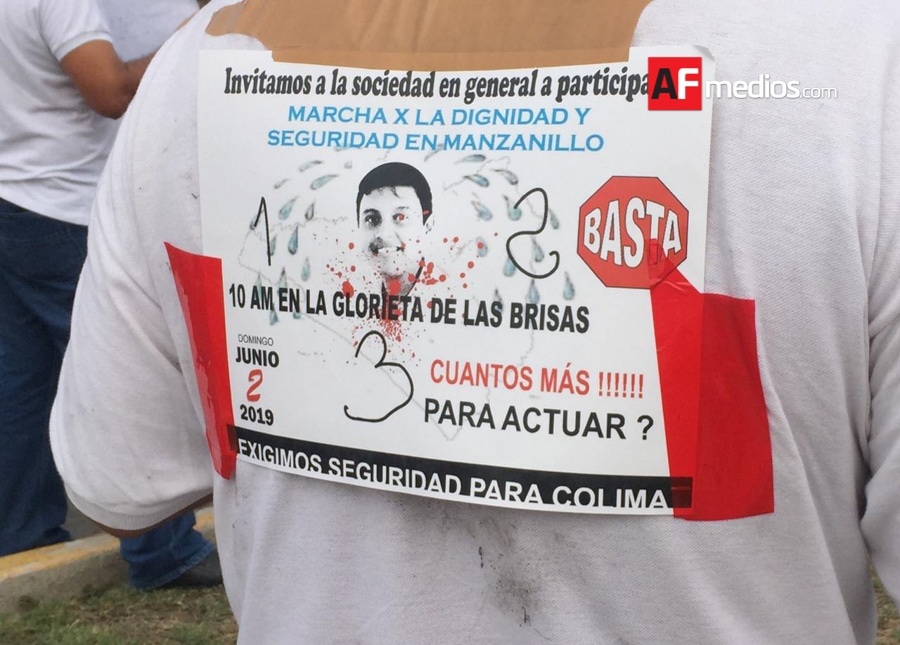 Invitamos a la sociedad en general a participa
AFmedios.com
MARCHA X LA DIGNIDAD Y
SEGURIDAD EN MANZANILLO
1
2
BASTA
10 AM EN LA GLORIETA DE LAS BRISAS
DOMINGO
JUNIO
2
2019
3
CUANTOS MÁS !!!!!!
PARA ACTUAR ?
EXIGIMOS SEGURIDAD PARA COLIMA